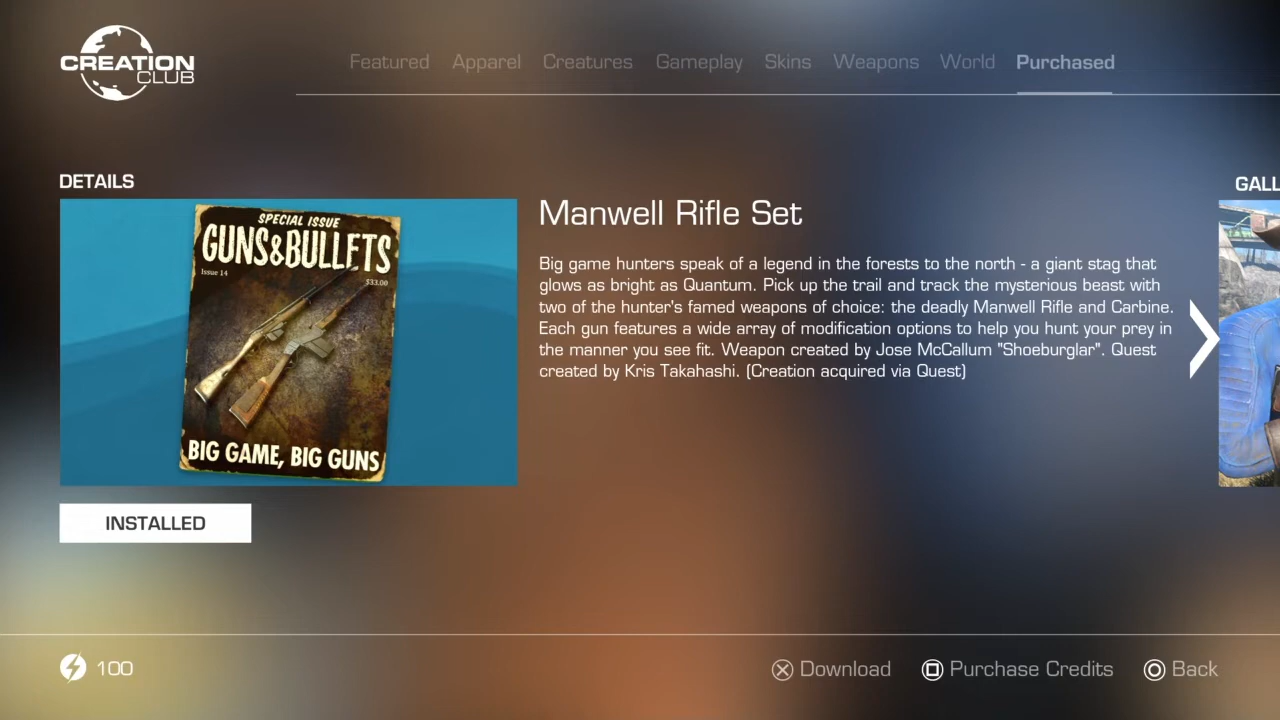 CREATION
CLUB
Featured Apparel Creatures Gameplay Skins Weapons World Purchased
DETAILS
GALL
SPECIAL ISSUE
GUNS&BULLETS
Issue 14
$33.00
BIG GAME, BIG GUNS
Manwell Rifle Set
Big game hunters speak of a legend in the forests to the north - a giant stag that
glows as bright as Quantum. Pick up the trail and track the mysterious beast with
two of the hunter's famed weapons of choice: the deadly Manwell Rifle and Carbine.
Each gun features a wide array of modification options to help you hunt your prey in
the manner you see fit. Weapon created by Jose McCallum "Shoeburglar". Quest
created by Kris Takahashi. (Creation acquired via Quest)
INSTALLED
100
Download Purchase Credits Back